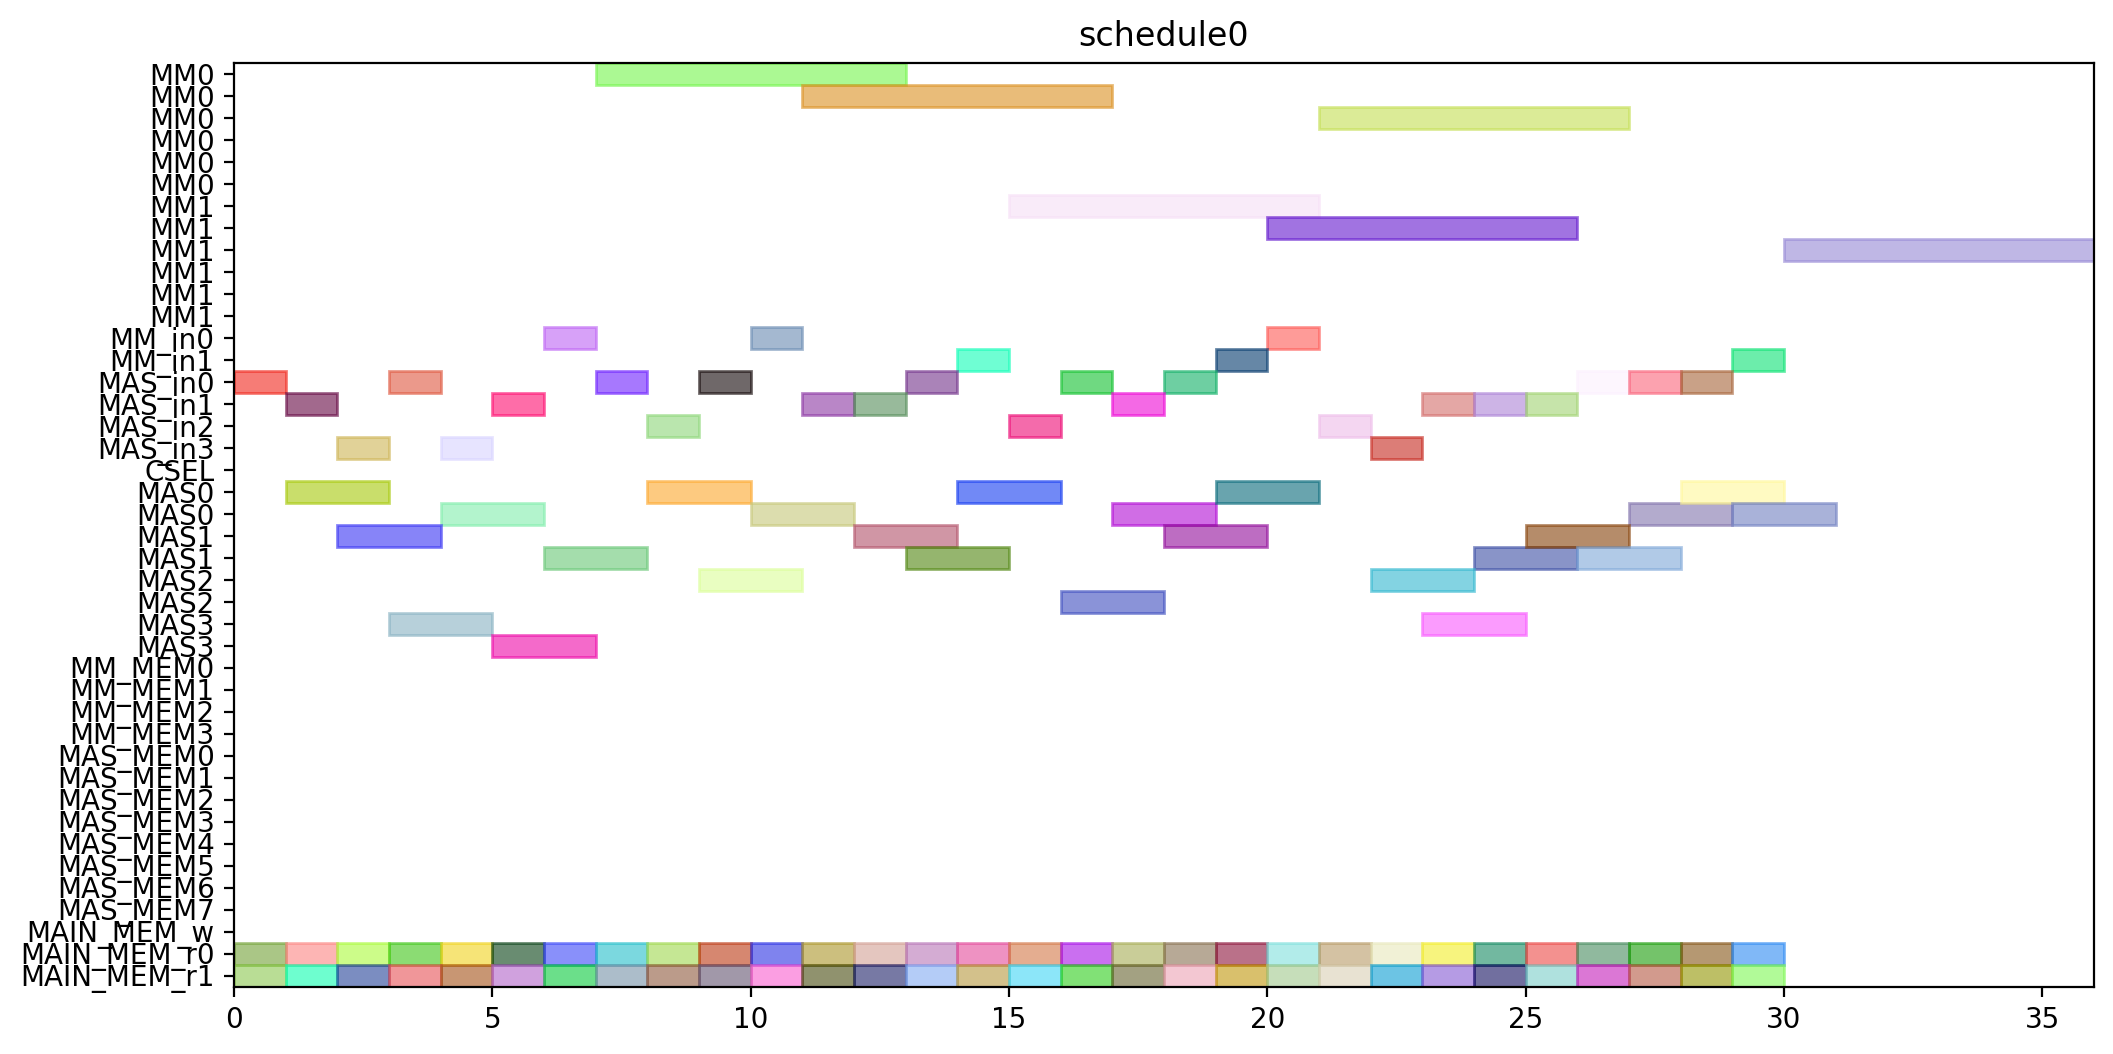 schedule0
MM0
MM0
MM0
MM0
MM0
MM0
MM1
MM1
MM1
MM1
MM1
MM1
MM_in0
MM_in1
MAS_in0
MAS_in1
MAS_in2
MAS_in3
CSEL
MAS0
MAS0
MAS1
MAS1
MAS2
MAS2
MAS3
MAS3
MM_MEM0
MM_MEM1
MM_MEM2
MM_MEM3
MAS_MEM0
MAS_MEM1
MAS_MEM2
MAS_MEM3
MAS_MEM4
MAS_MEM5
MAS_MEM6
MAS_MEM7
MAIN_MEM_w
MAIN_MEM_r0
MAIN_MEM_r1
0 5 10 15 20 25 30 35